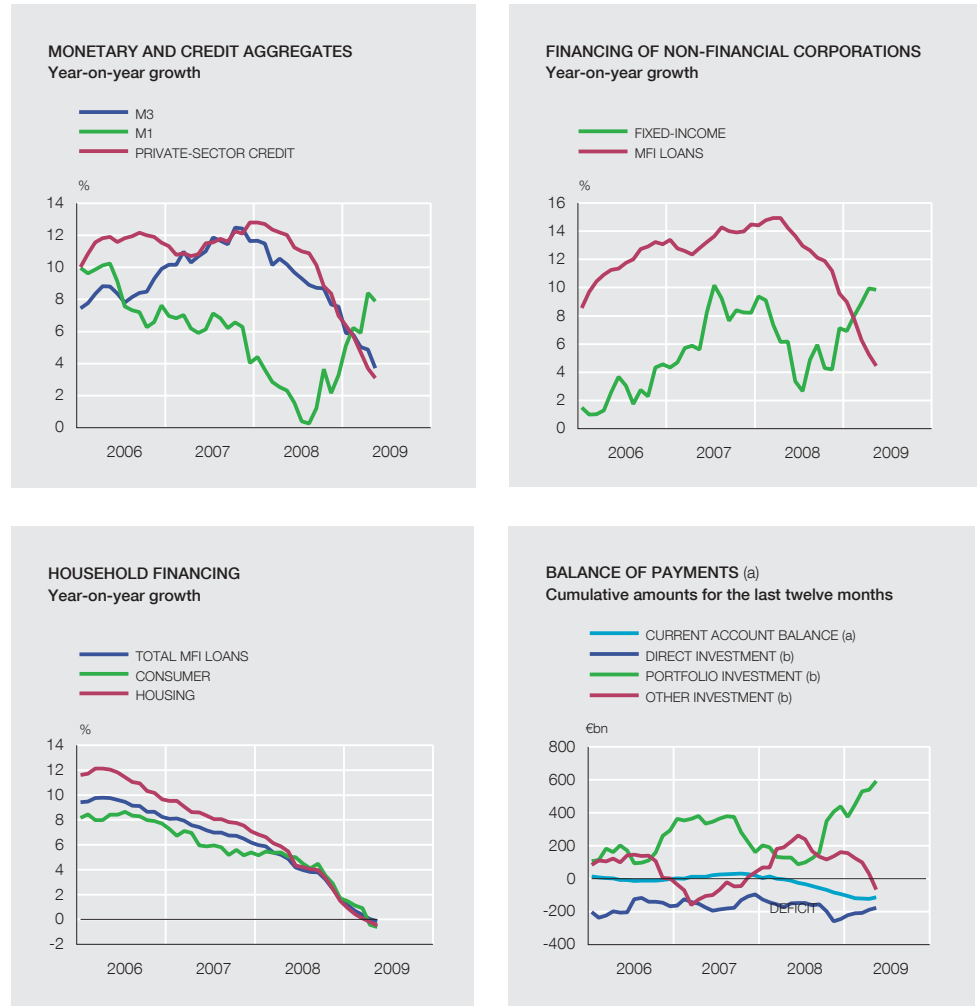 MONETARY AND CREDIT AGGREGATES
Year-on-year growth
M3
M1
PRIVATE-SECTOR CREDIT
%
14
12
10
8
6
4
2
0
2006 2007 2008 2009
FINANCING OF NON-FINANCIAL CORPORATIONS
Year-on-year growth
FIXED-INCOME
MFI LOANS
%
16
14
12
10
8
6
4
2
0
2006 2007 2008 2009
HOUSEHOLD FINANCING
Year-on-year growth
TOTAL MFI LOANS
CONSUMER
HOUSING
%
14
12
10
8
6
4
2
0
-2
2006 2007 2008 2009
BALANCE OF PAYMENTS (a)
Cumulative amounts for the last twelve months
CURRENT ACCOUNT BALANCE (a)
DIRECT INVESTMENT (b)
PORTFOLIO INVESTMENT (b)
OTHER INVESTMENT (b)
€bn
800
600
400
200
0
-200
-400
DEFICIT
2006 2007 2008 2009